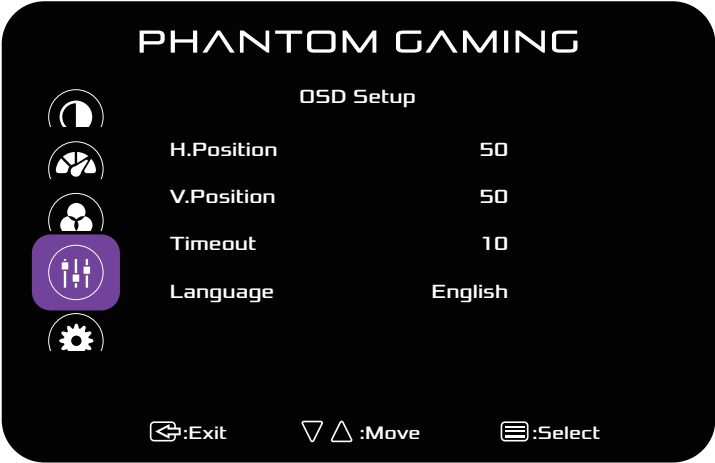 PHANTOM GAMING
OSD Setup
H.Position 50
V.Position 50
Timeout 10
Language English
:Exit :Move :Select